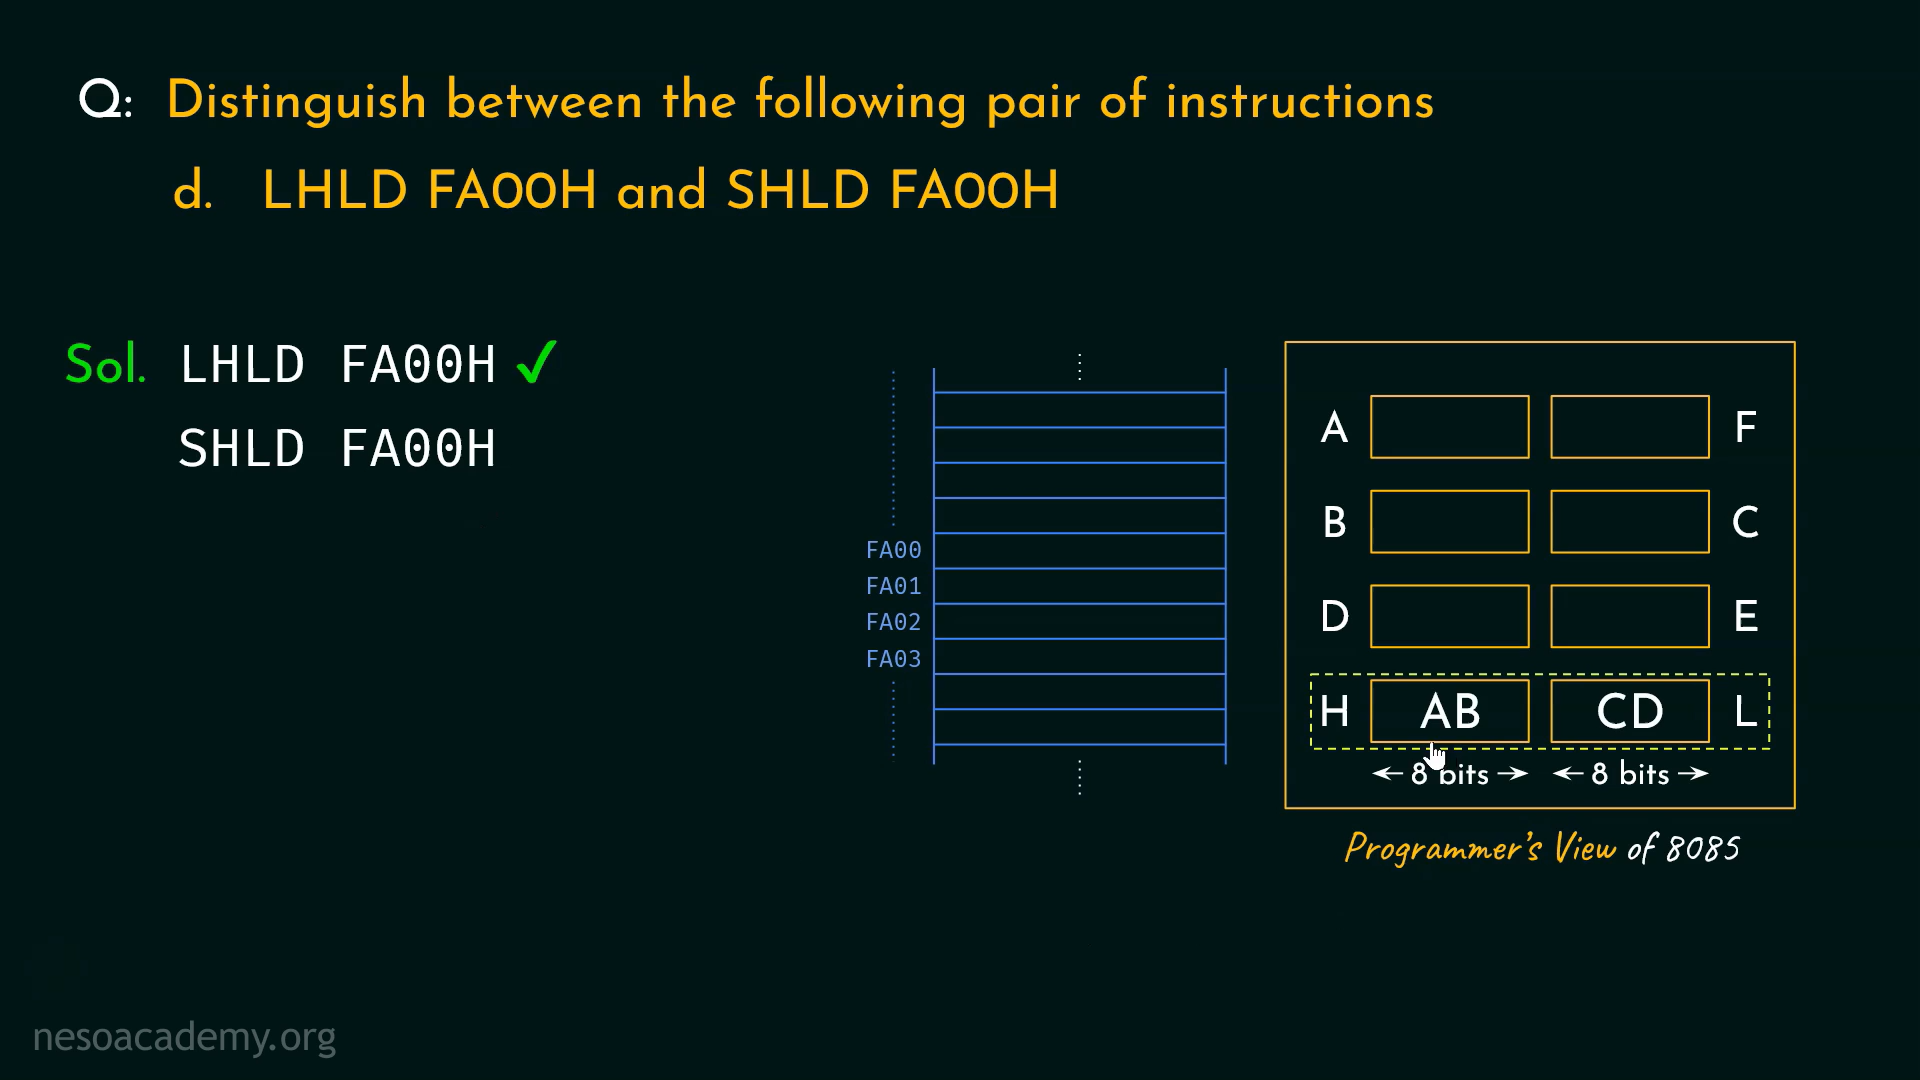 Q: Distinguish between the following pair of instructions
d. LHLD FA00H and SHLD FA00H
Sol. LHLD FA00H ✓
SHLD FA00H
FA00
FA01
FA02
FA03
A F
B C
D E
H AB CD L
8 bits 8 bits
Programmer's View of 8085
nesoacademy.org